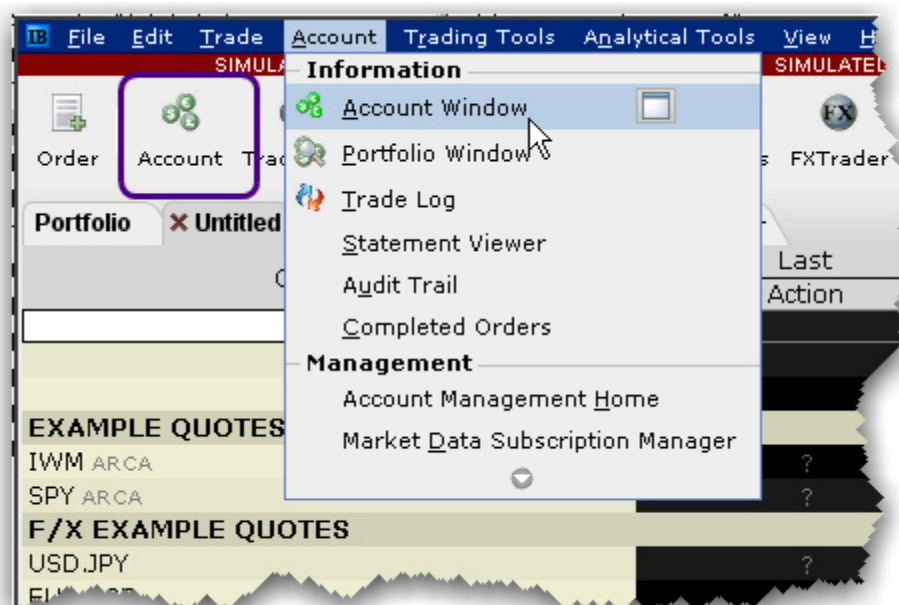 IB File Edit Trade Account Trading Tools Analytical Tools View
Information SIMULATED
Account Window
Order Account FXTrader
Portfolio Window
Trade Log
Portfolio Untitled
Statement Viewer
Last
Audit Trail
Action
Completed Orders
Management
Account Management Home
EXAMPLE QUOTES
Market Data Subscription Manager
IWM ARCA ?
SPY ARCA ?
F/X EXAMPLE QUOTES
USD.JPY ?